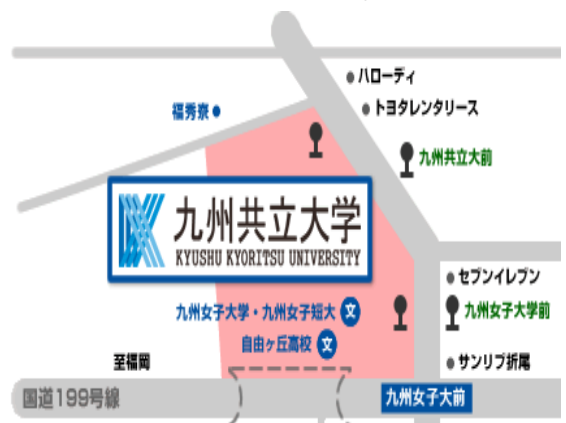 ハローディ
トヨタレンタリース
福秀寮
九州共立大前
九州共立大学
KYUSHU KYORITSU UNIVERSITY
セブンイレブン
九州女子大学・九州女子短大 文
九州女子大学前
自由ヶ丘高校 文
至福岡
サンリブ折尾
国道199号線
九州女子大前